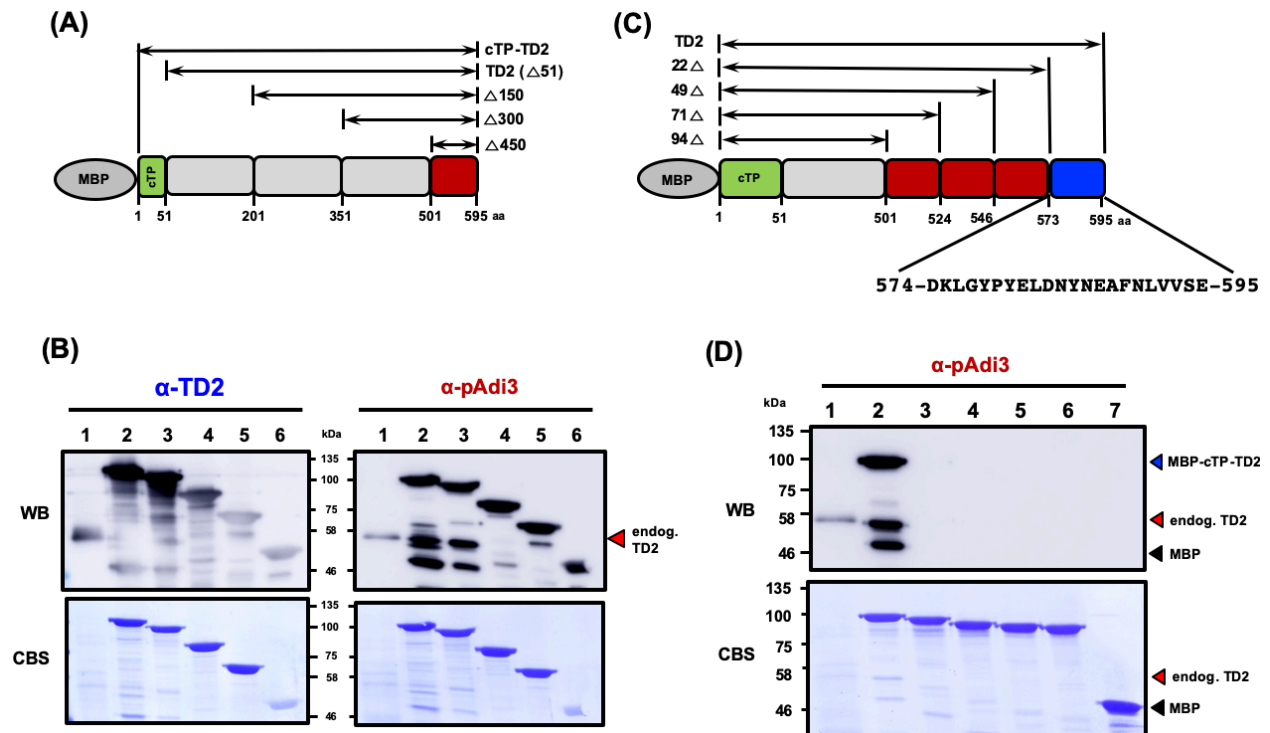 (A)
cTP-TD2
TD2 (△51)
△150
△300
△450
MBP
cTP
1 51 201 351 501 595 aa
(C)
TD2
22△
49△
71△
94△
MBP
cTP
1 51 501 524 546 573 595 aa
574-DKLGYPYELDNYNEAFNLVVSE-595
(B)
α-TD2
α-pAdi3
1 2 3 4 5 6
kDa
1 2 3 4 5 6
WB
135
100
75
58
46
endog.
TD2
CBS
135
100
75
58
46
(D)
α-pAdi3
kDa
1 2 3 4 5 6 7
WB
135
100
75
58
46
MBP-cTP-TD2
endog. TD2
MBP
CBS
135
100
75
58
46
endog. TD2
MBP